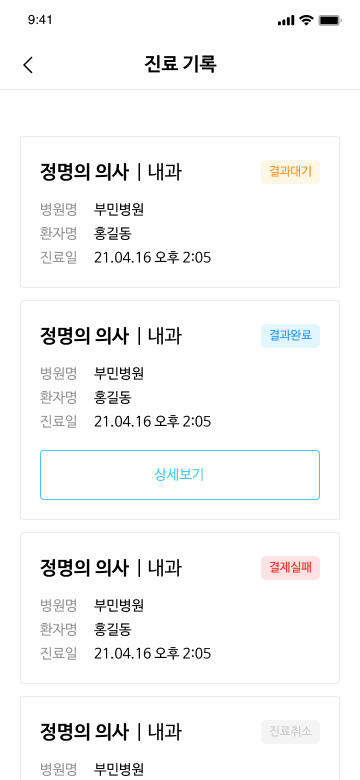 9:41
진료 기록
정명의 의사 | 내과 결과대기
병원명 부민병원
환자명 홍길동
진료일 21.04.16 오후 2:05
정명의 의사 | 내과 결과완료
병원명 부민병원
환자명 홍길동
진료일 21.04.16 오후 2:05
상세보기
정명의 의사 | 내과 결제실패
병원명 부민병원
환자명 홍길동
진료일 21.04.16 오후 2:05
정명의 의사 | 내과 진료취소
병원명 부민병원